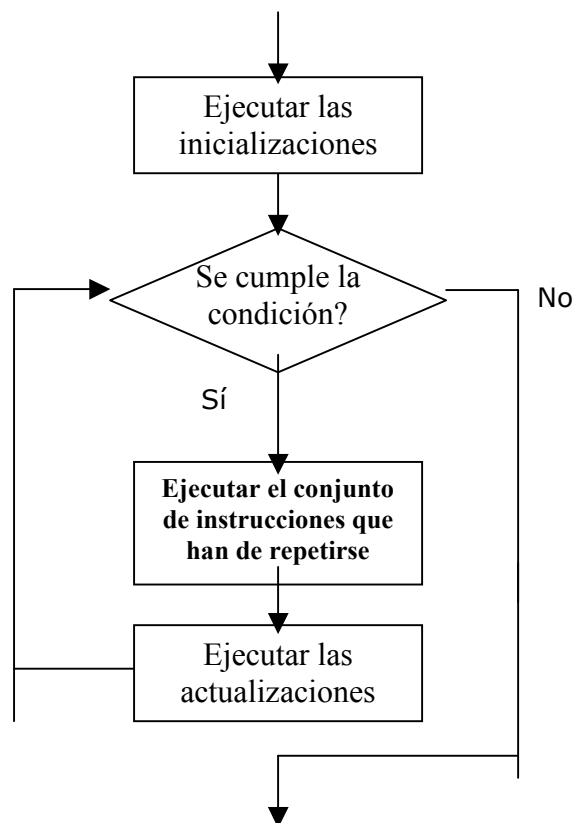 Ejecutar las
inicializaciones
Se cumple la
condición?
No
Sí
Ejecutar el conjunto
de instrucciones que
han de repetirse
Ejecutar las
actualizaciones